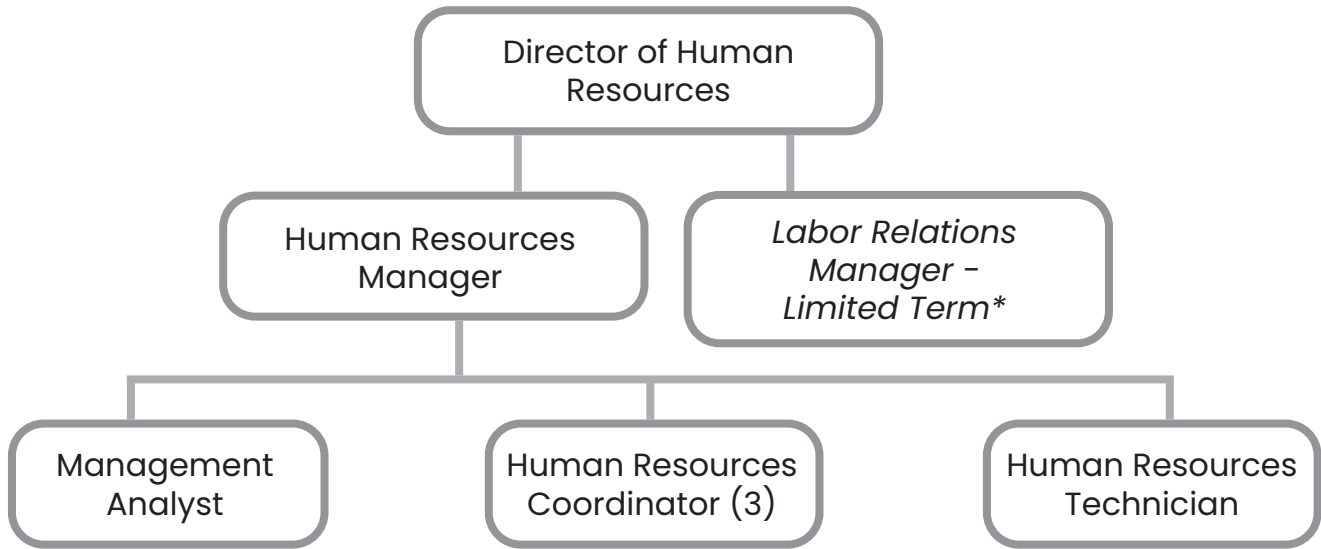 Director of Human
Resources
Human Resources
Manager
Labor Relations
Manager -
Limited Term*
Management
Analyst
Human Resources
Coordinator (3)
Human Resources
Technician